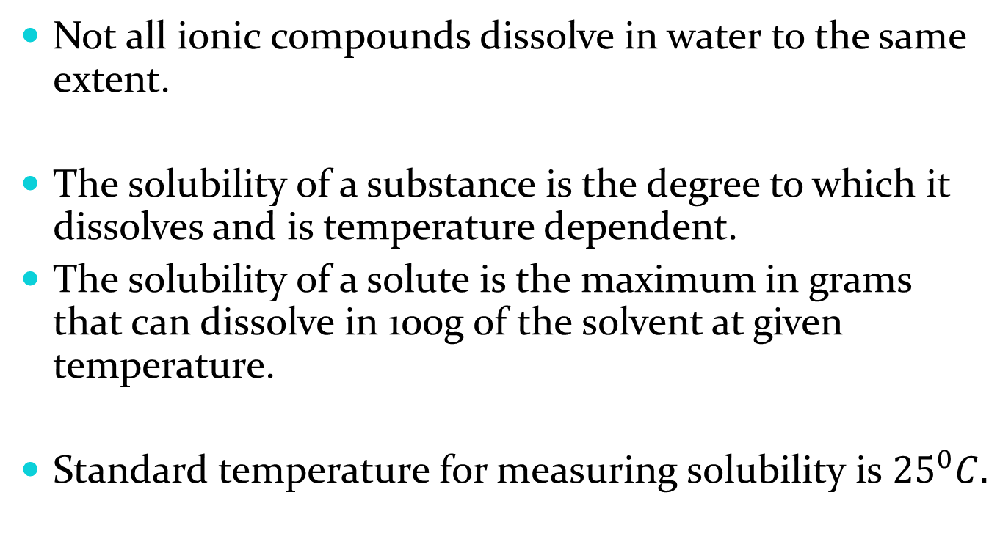 • Not all ionic compounds dissolve in water to the same
extent.
• The solubility of a substance is the degree to which it
dissolves and is temperature dependent.
• The solubility of a solute is the maximum in grams
that can dissolve in 100g of the solvent at given
temperature.
• Standard temperature for measuring solubility is 25⁰C.